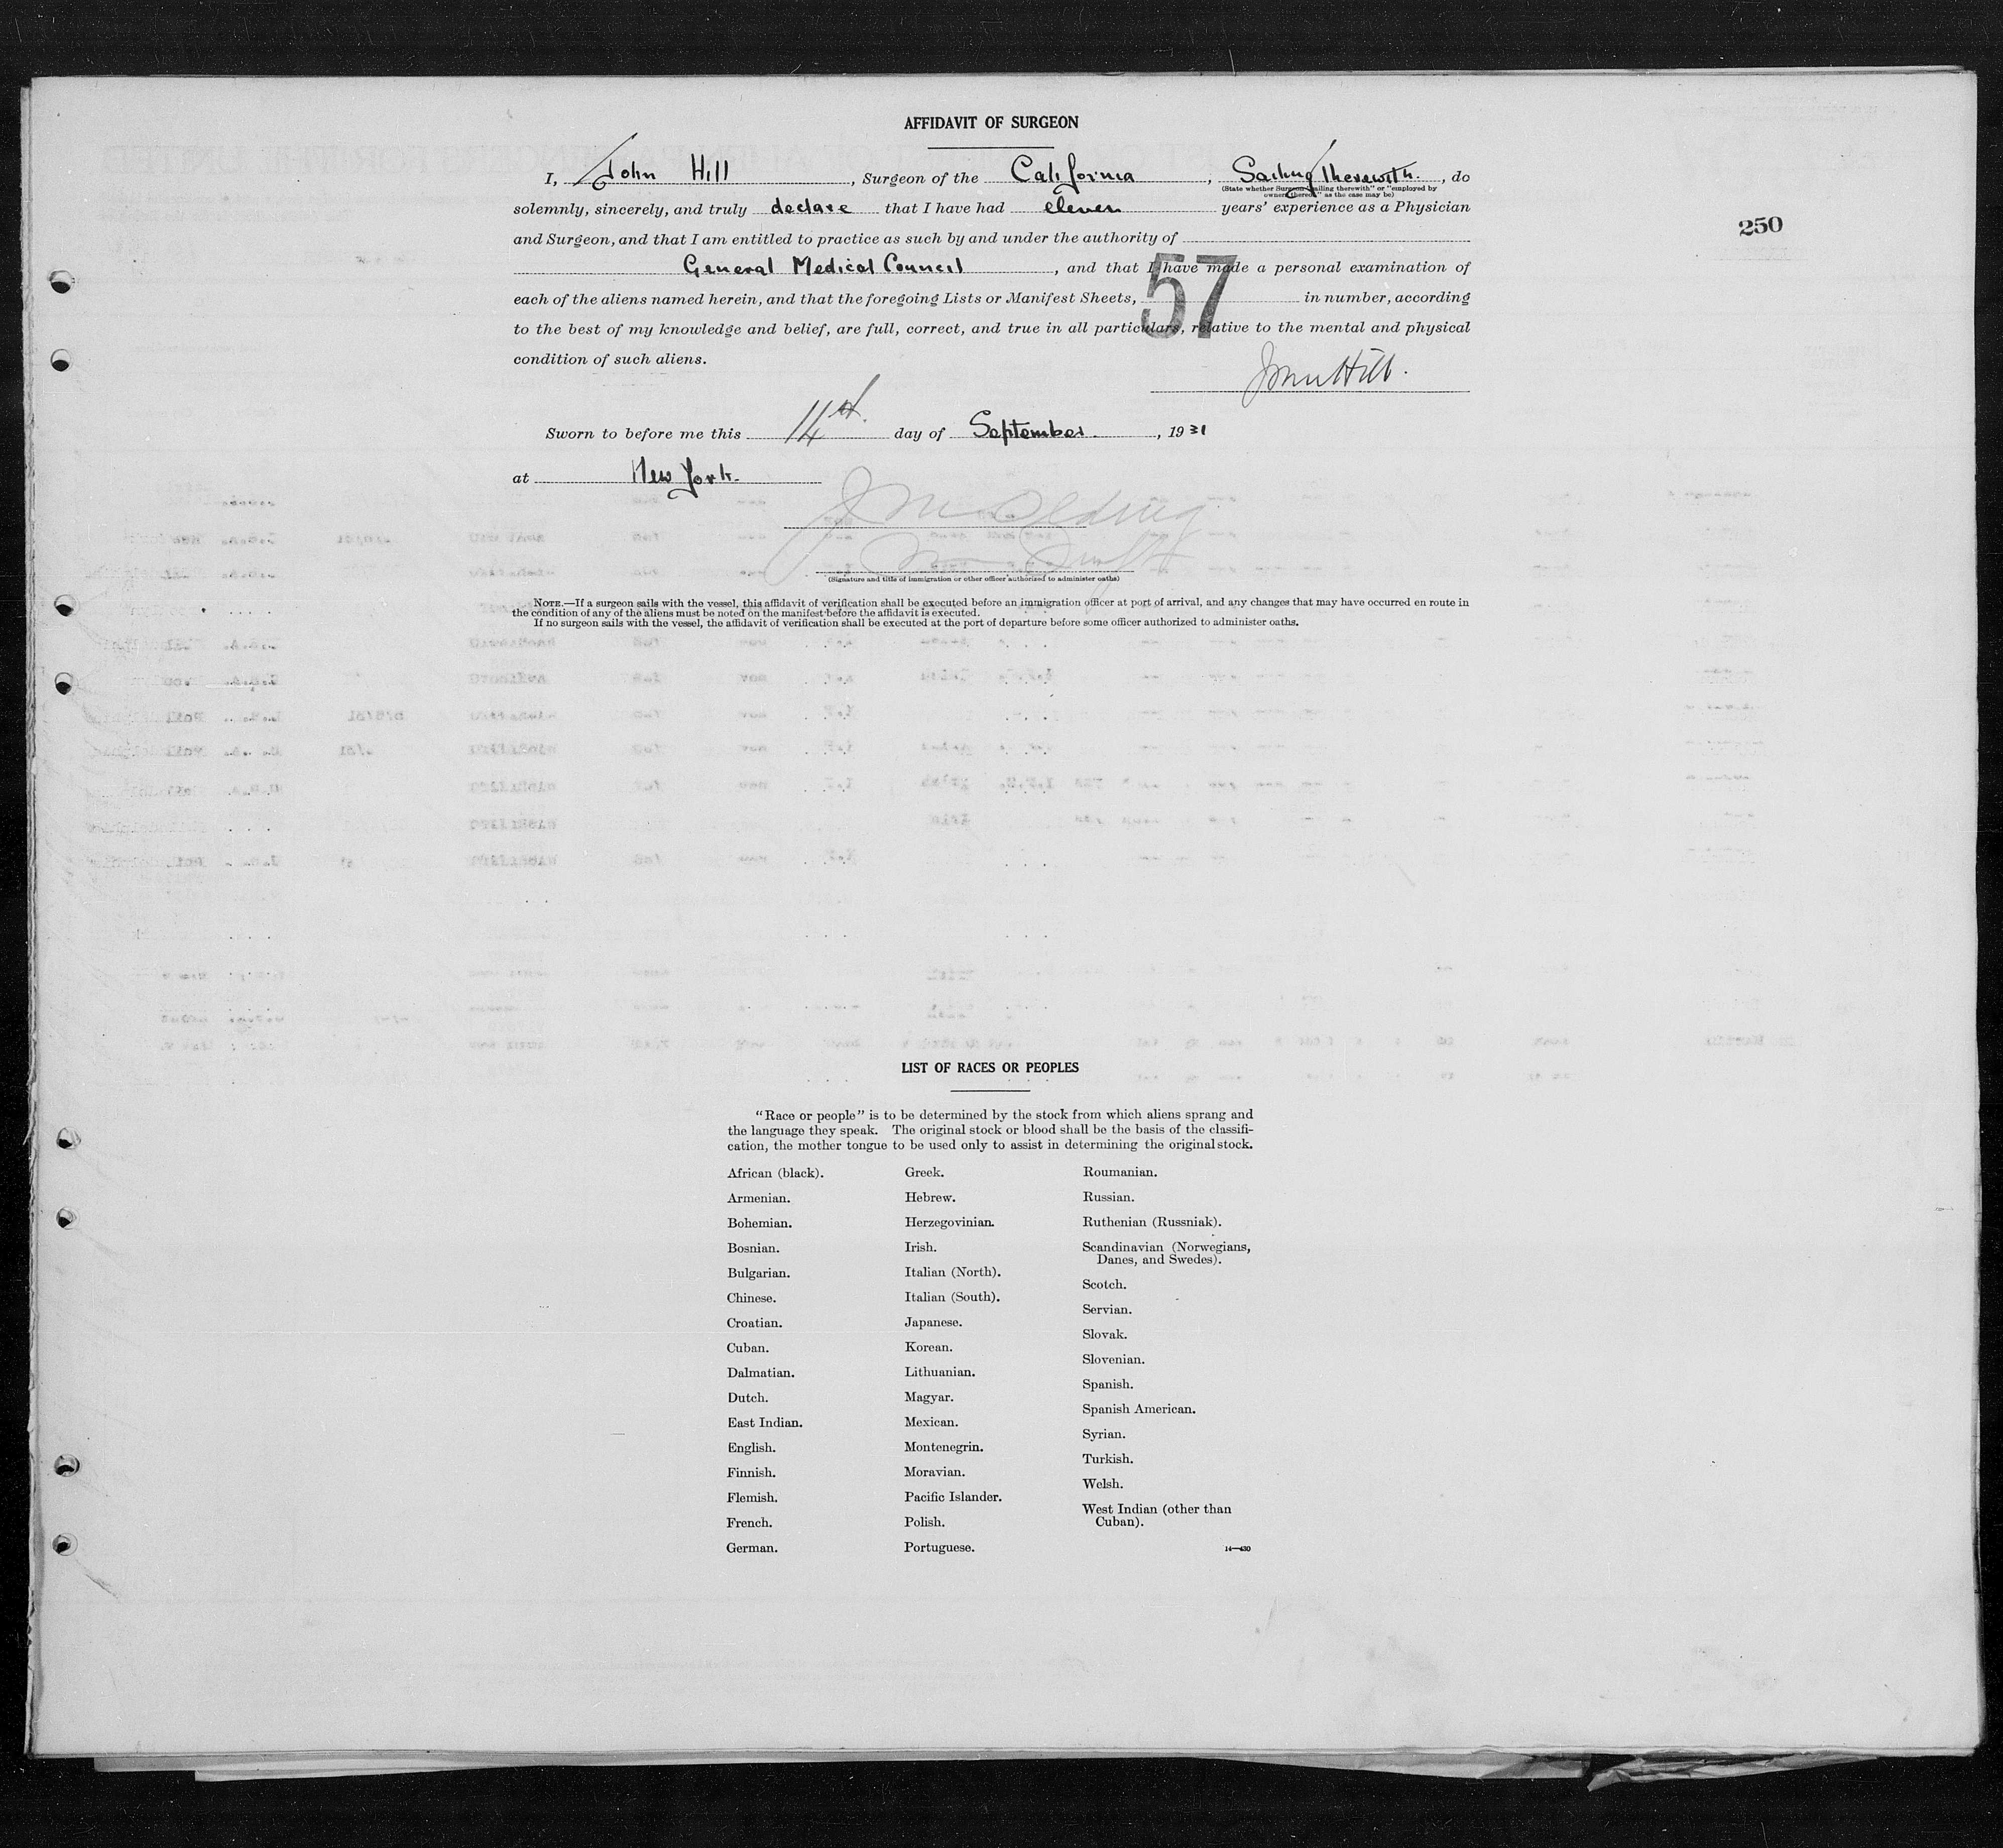 AFFIDAVIT OF SURGEON
250
I, John Hill, Surgeon of the California, Sailing therewith., do
(State whether Surgeon "sailing therewith" or "employed by
owners thereof," as the case may be)
solemnly, sincerely, and truly declare that I have had eleven years' experience as a Physician
and Surgeon, and that I am entitled to practice as such by and under the authority of
General Medical Council, and that I have made a personal examination of
each of the aliens named herein, and that the foregoing Lists or Manifest Sheets, 57 in number, according
to the best of my knowledge and belief, are full, correct, and true in all particulars, relative to the mental and physical
condition of such aliens.
John Hill.
Sworn to before me this 14 day of September, 1931
at New York.
(Signature and title of immigration or other officer authorized to administer oaths)
NOTE.—If a surgeon sails with the vessel, this affidavit of verification shall be executed before an immigration officer at port of arrival, and any changes that may have occurred en route in
the condition of any of the aliens must be noted on the manifest before the affidavit is executed.
If no surgeon sails with the vessel, the affidavit of verification shall be executed at the port of departure before some officer authorized to administer oaths.
LIST OF RACES OR PEOPLES
"Race or people" is to be determined by the stock from which aliens sprang and
the language they speak. The original stock or blood shall be the basis of the classifi-
cation, the mother tongue to be used only to assist in determining the original stock.
African (black).
Armenian.
Bohemian.
Bosnian.
Bulgarian.
Chinese.
Croatian.
Cuban.
Dalmatian.
Dutch.
East Indian.
English.
Finnish.
Flemish.
French.
German.
Greek.
Hebrew.
Herzegovinian.
Irish.
Italian (North).
Italian (South).
Japanese.
Korean.
Lithuanian.
Magyar.
Mexican.
Montenegrin.
Moravian.
Pacific Islander.
Polish.
Portuguese.
Roumanian.
Russian.
Ruthenian (Russniak).
Scandinavian (Norwegians,
Danes, and Swedes).
Scotch.
Servian.
Slovak.
Slovenian.
Spanish.
Spanish American.
Syrian.
Turkish.
Welsh.
West Indian (other than
Cuban).
14—430